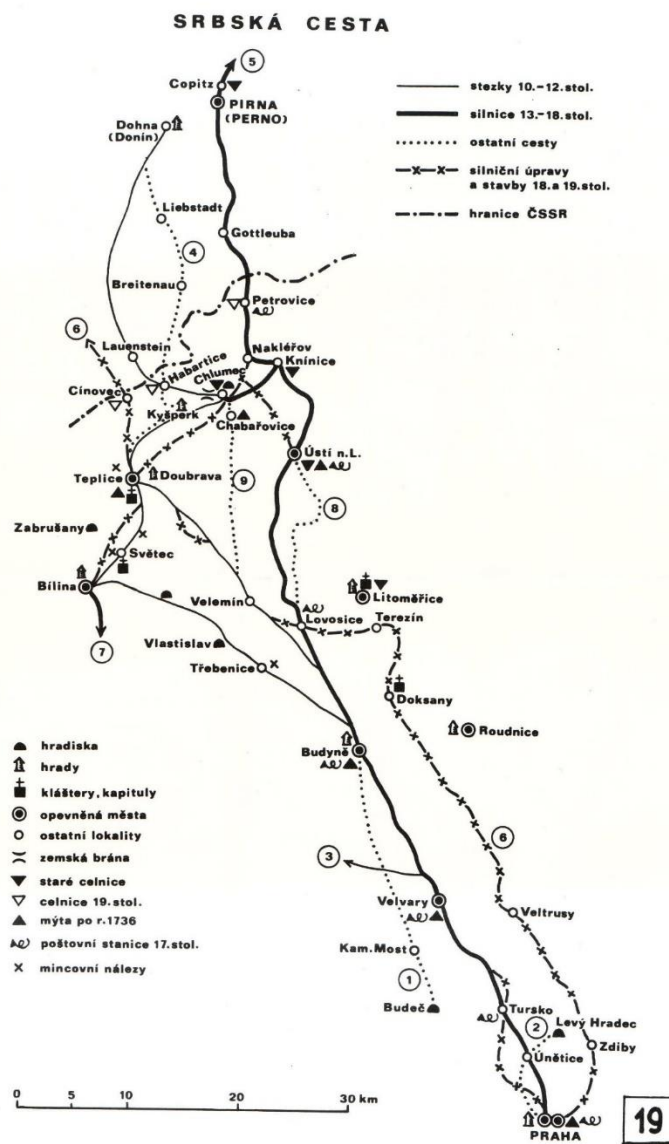 SRBSKÁ CESTA
5
Copitz
PIRNA
(PERNO)
Dohna
(Donín)
Liebstadt
Gottleuba
4
Breitenau
Petrovice
6
Lauenstein
Nakléřov
Habartice
Chlumec
Knínice
Cínovec
Kyšperk
Chabařovice
Ústí n.L.
Teplice
Doubrava
9
8
Zabrušany
Světec
Bílina
Velemín
Litoměřice
Lovosice
Terezín
7
Vlastislav
Třebenice
Doksany
Roudnice
Budyně
6
3
Velvary
Veltrusy
Kam.Most
1
Budeč
Tursko
Levý Hradec
2
Zdiby
Únětice
PRAHA
stezky 10.-12.stol.
silnice 13.-18.stol.
ostatní cesty
silniční úpravy
a stavby 18.a 19.stol.
hranice ČSSR
hradiska
hrady
kláštery, kapituly
opevněná města
ostatní lokality
zemská brána
staré celnice
celnice 19. stol.
mýta po r.1736
poštovní stanice 17.stol.
mincovní nálezy
0 5 10 20 30 km
19